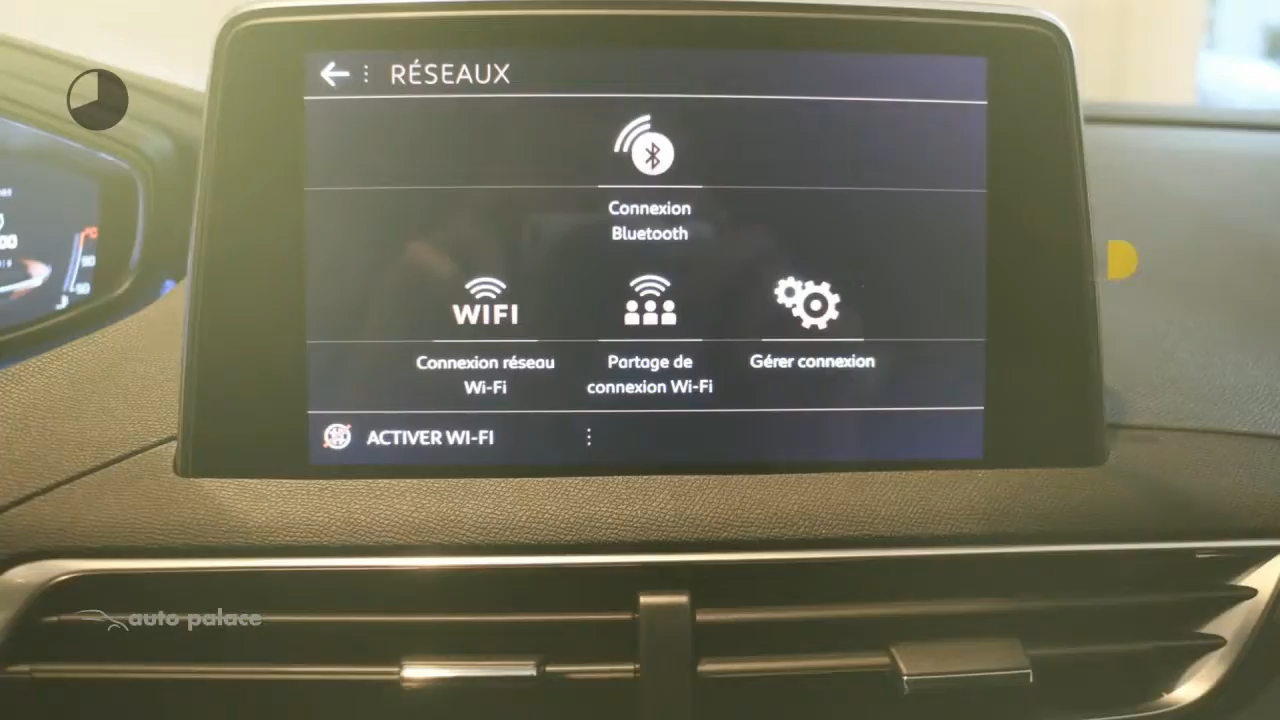 RÉSEAUX
Connexion
Bluetooth
WIFI
Connexion réseau
Wi-Fi
Partage de
connexion Wi-Fi
Gérer connexion
ACTIVER WI-FI
auto palace